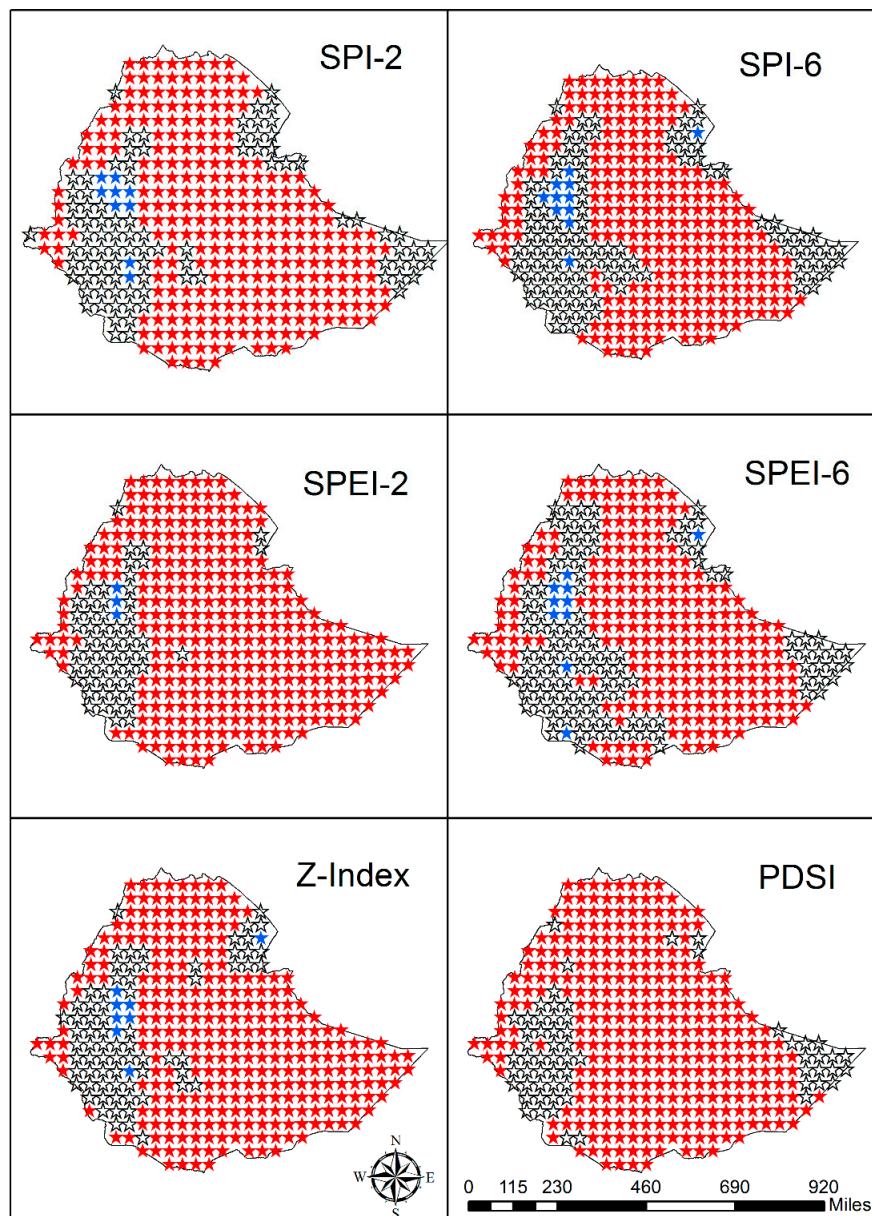 SPI-2
SPI-6
SPEI-2
SPEI-6
Z-Index
PDSI
N
W E
S
0 115 230 460 690 920
Miles